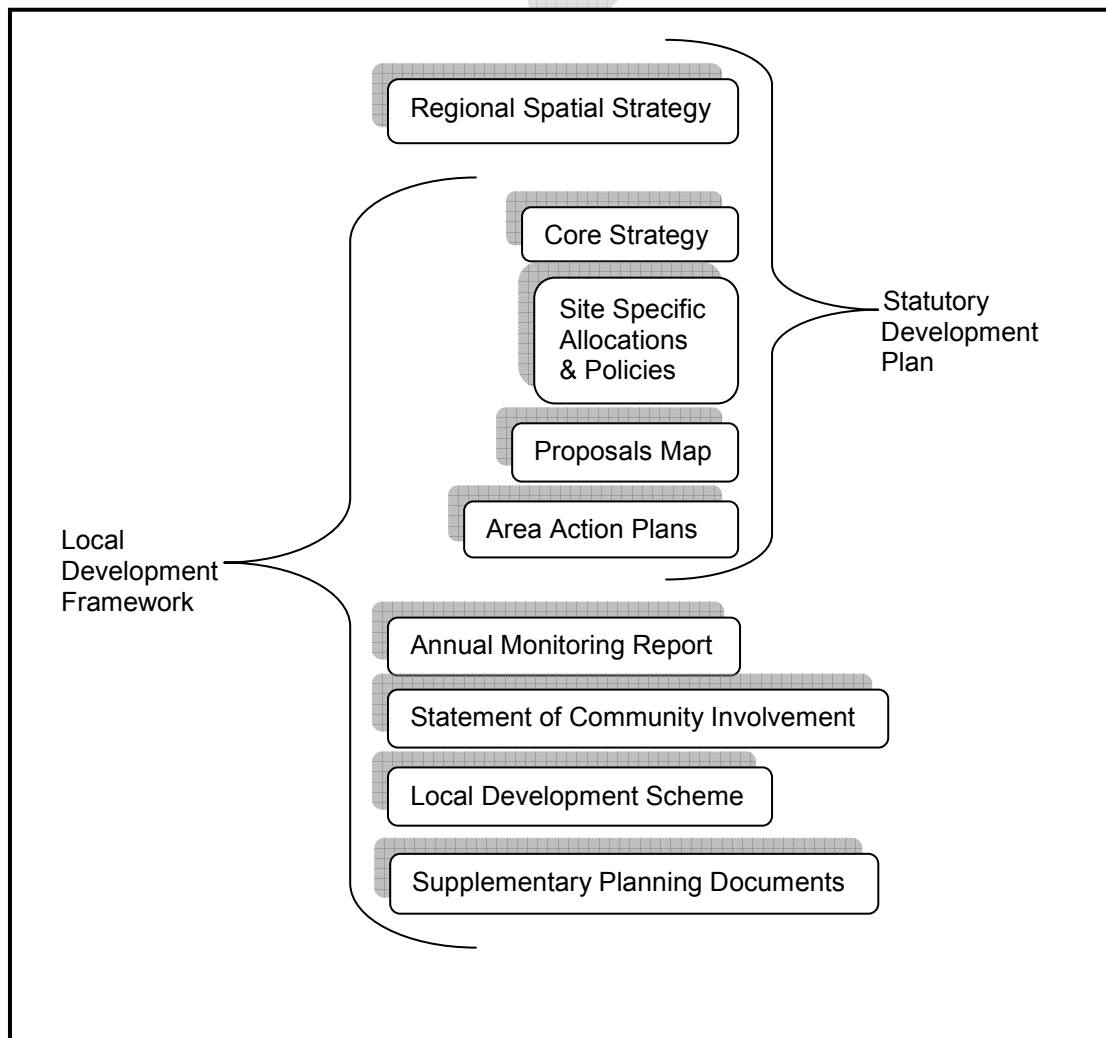 Regional Spatial Strategy
Core Strategy
Site Specific
Allocations
& Policies
Statutory
Development
Plan
Proposals Map
Area Action Plans
Local
Development
Framework
Annual Monitoring Report
Statement of Community Involvement
Local Development Scheme
Supplementary Planning Documents